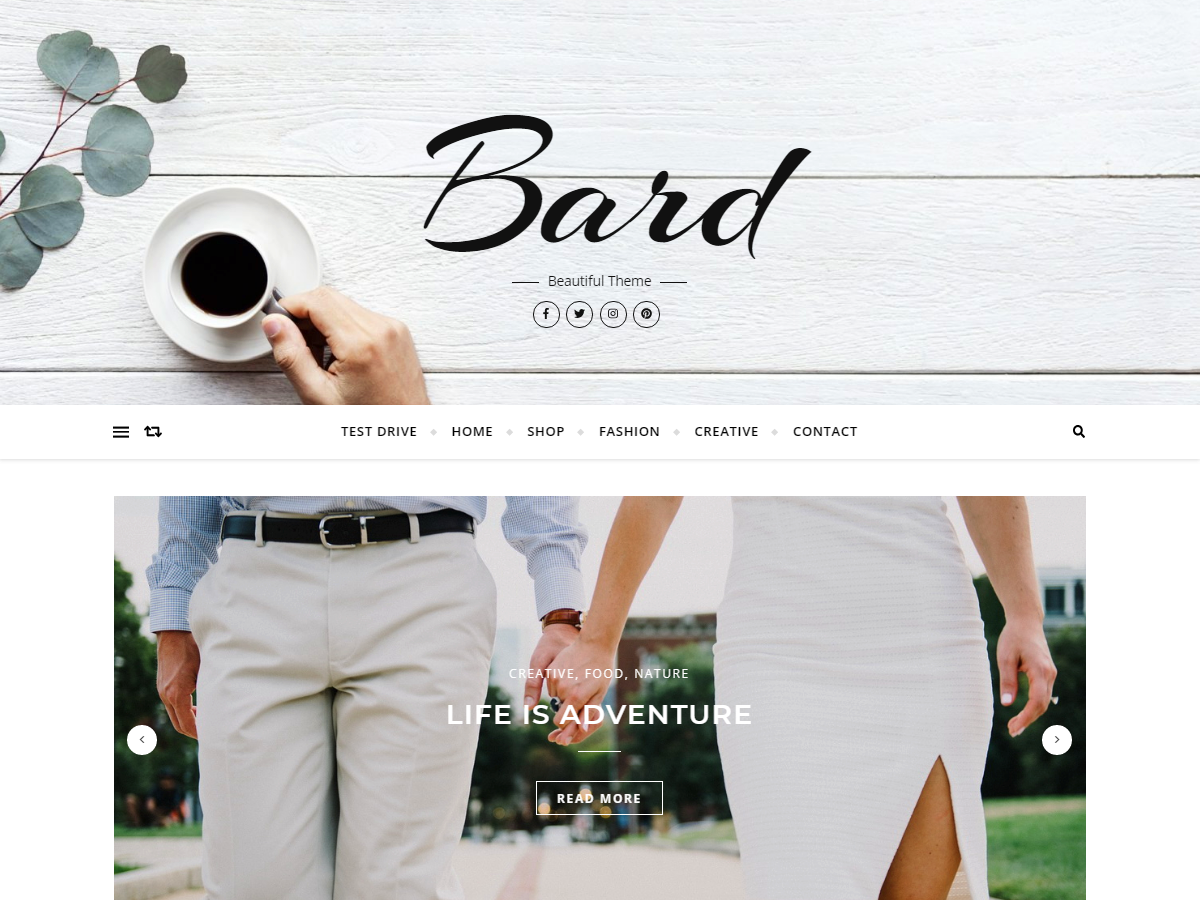 Bard
Beautiful Theme
TEST DRIVE HOME SHOP FASHION CREATIVE CONTACT
CREATIVE, FOOD, NATURE
LIFE IS ADVENTURE
READ MORE